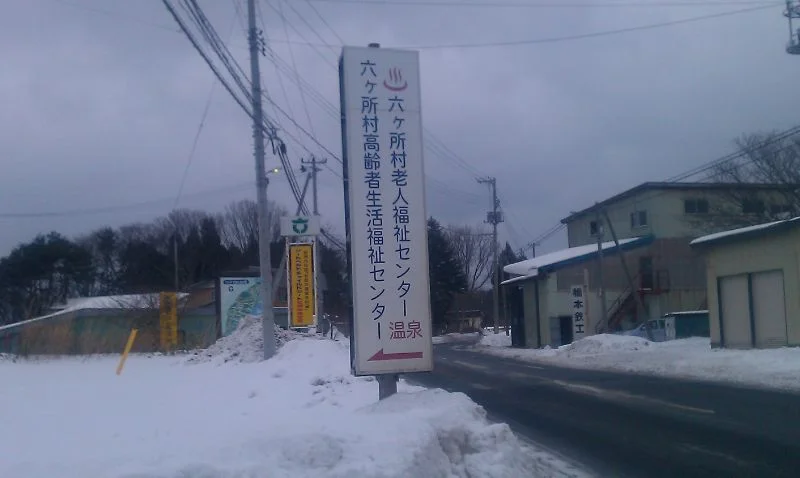 六ヶ所村老人福祉センター
温泉
六ヶ所村高齢者生活福祉センター
橋本鉄工